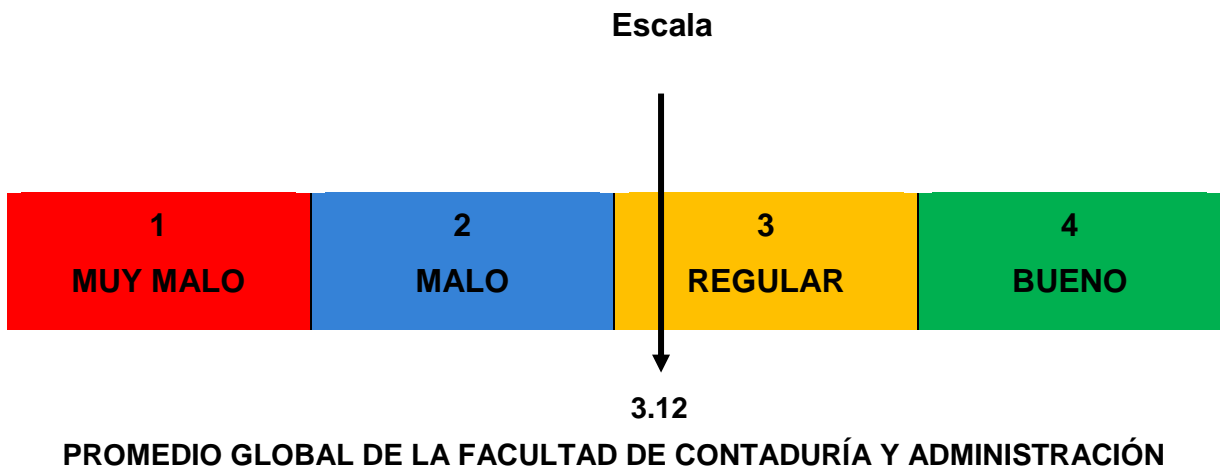 Escala
1 2 3 4
MUY MALO MALO REGULAR BUENO
3.12
PROMEDIO GLOBAL DE LA FACULTAD DE CONTADURÍA Y ADMINISTRACIÓN